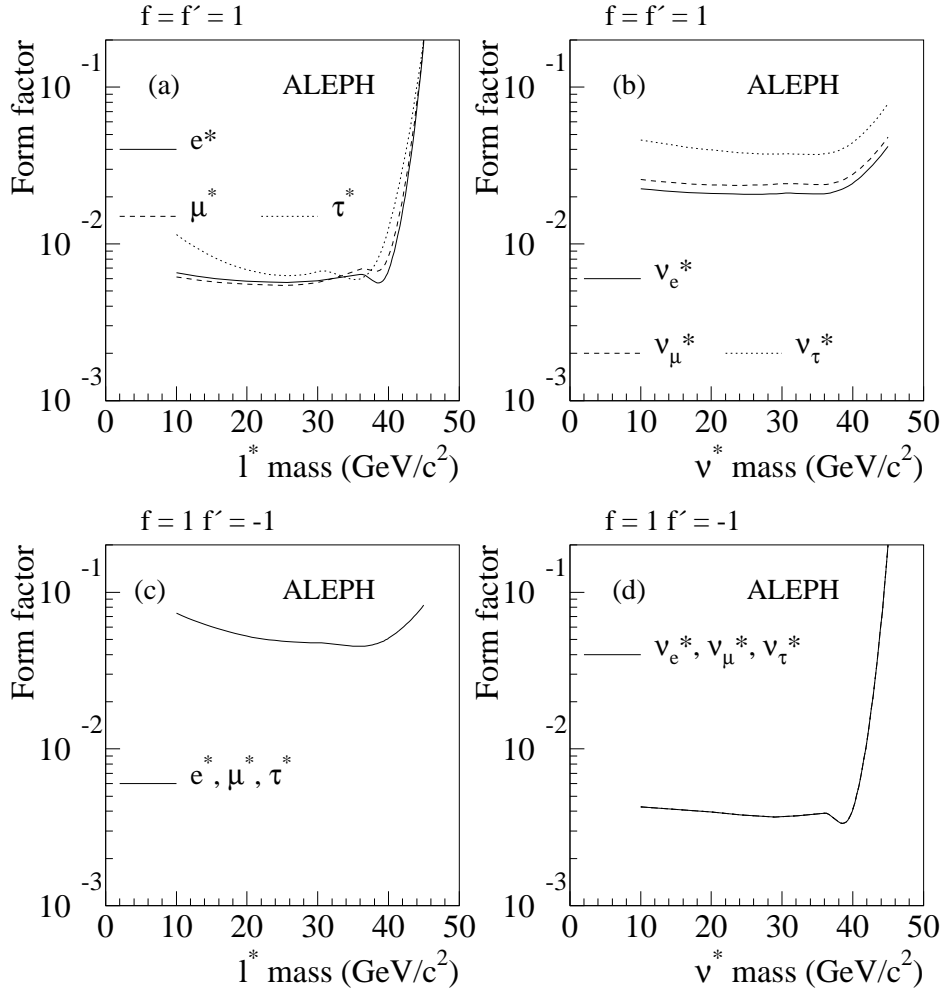 f = f´ = 1
Form factor
10⁻¹
10⁻²
10⁻³
(a) ALEPH
e*
μ* τ*
0 10 20 30 40 50
l* mass (GeV/c²)
f = f´ = 1
Form factor
10⁻¹
10⁻²
10⁻³
(b) ALEPH
νₑ*
ν_μ* ν_τ*
0 10 20 30 40 50
ν* mass (GeV/c²)
f = 1 f´ = -1
Form factor
10⁻¹
10⁻²
10⁻³
(c) ALEPH
e*, μ*, τ*
0 10 20 30 40 50
l* mass (GeV/c²)
f = 1 f´ = -1
Form factor
10⁻¹
10⁻²
10⁻³
(d) ALEPH
νₑ*, ν_μ*, ν_τ*
0 10 20 30 40 50
ν* mass (GeV/c²)